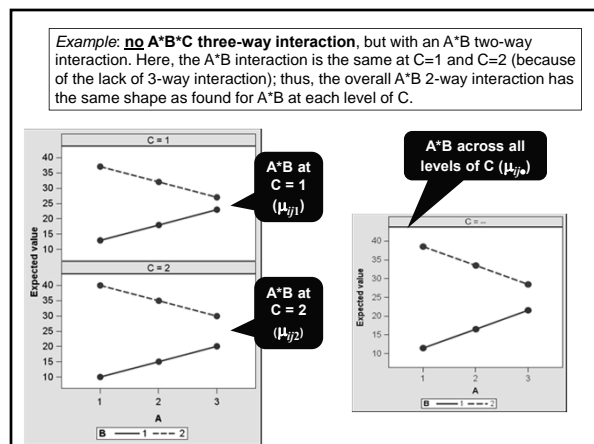 Example: no A*B*C three-way interaction, but with an A*B two-way
interaction. Here, the A*B interaction is the same at C=1 and C=2 (because
of the lack of 3-way interaction); thus, the overall A*B 2-way interaction has
the same shape as found for A*B at each level of C.
C = 1
40
35
30
25
20
15
10
C = 2
40
35
30
25
20
15
10
Expected value
1 2 3
A
B 1 2
A*B at
C = 1
(μij1)
A*B at
C = 2
(μij2)
A*B across all
levels of C (μij•)
C = --
40
35
30
25
20
15
10
Expected value
1 2 3
A
B 1 2